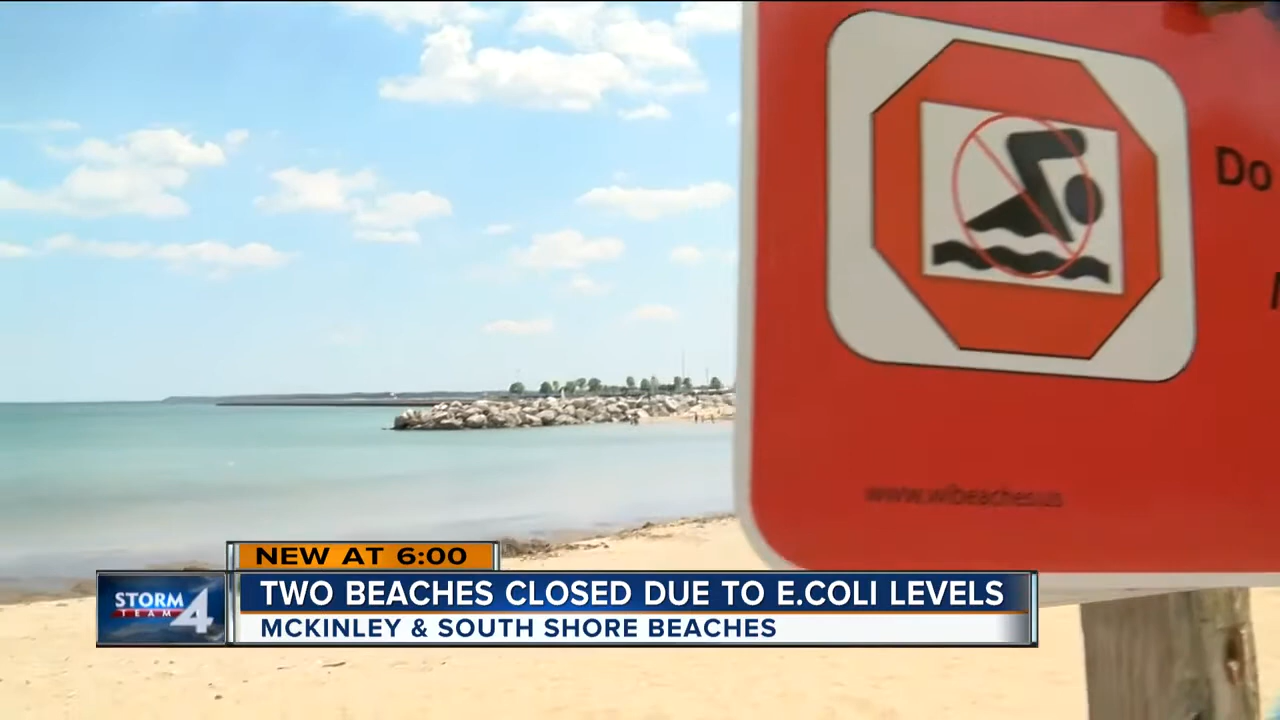 Do
www.wibeaches.us
NEW AT 6:00
STORM
TEAM 4
TWO BEACHES CLOSED DUE TO E.COLI LEVELS
MCKINLEY & SOUTH SHORE BEACHES